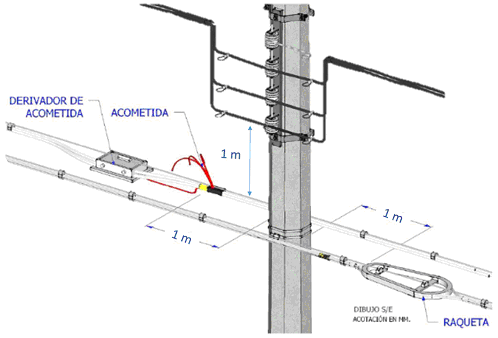 DERIVADOR DE
ACOMETIDA
ACOMETIDA
1 m
1 m
1 m
DIBUJO S/E
ACOTACIÓN EN MM.
RAQUETA